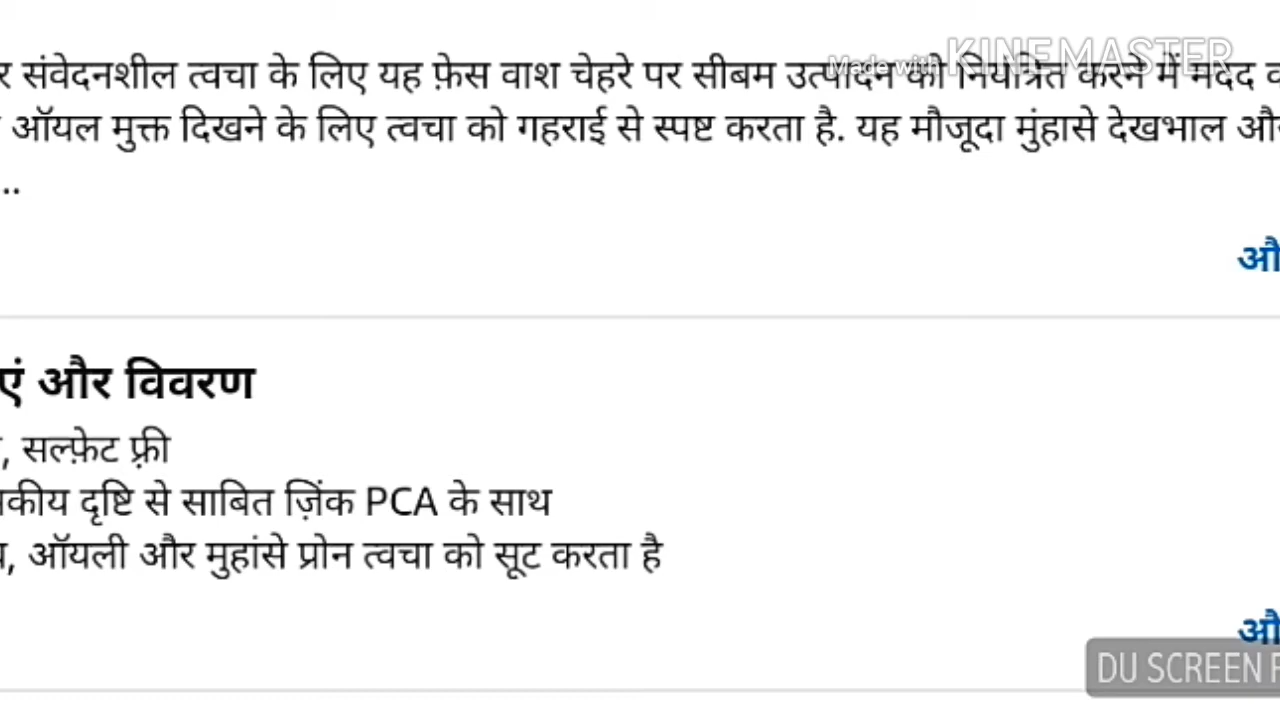 Made with KINEMASTER
र संवेदनशील त्वचा के लिए यह फ़ेस वाश चेहरे पर सीबम उत्पादन को नियंत्रित करने में मदद क
ऑयल मुक्त दिखने के लिए त्वचा को गहराई से स्पष्ट करता है. यह मौजूदा मुंहासे देखभाल और
..
औ
एं और विवरण
, सल्फ़ेट फ़्री
कीय दृष्टि से साबित ज़िंक PCA के साथ
, ऑयली और मुहांसे प्रोन त्वचा को सूट करता है
औ
DU SCREEN